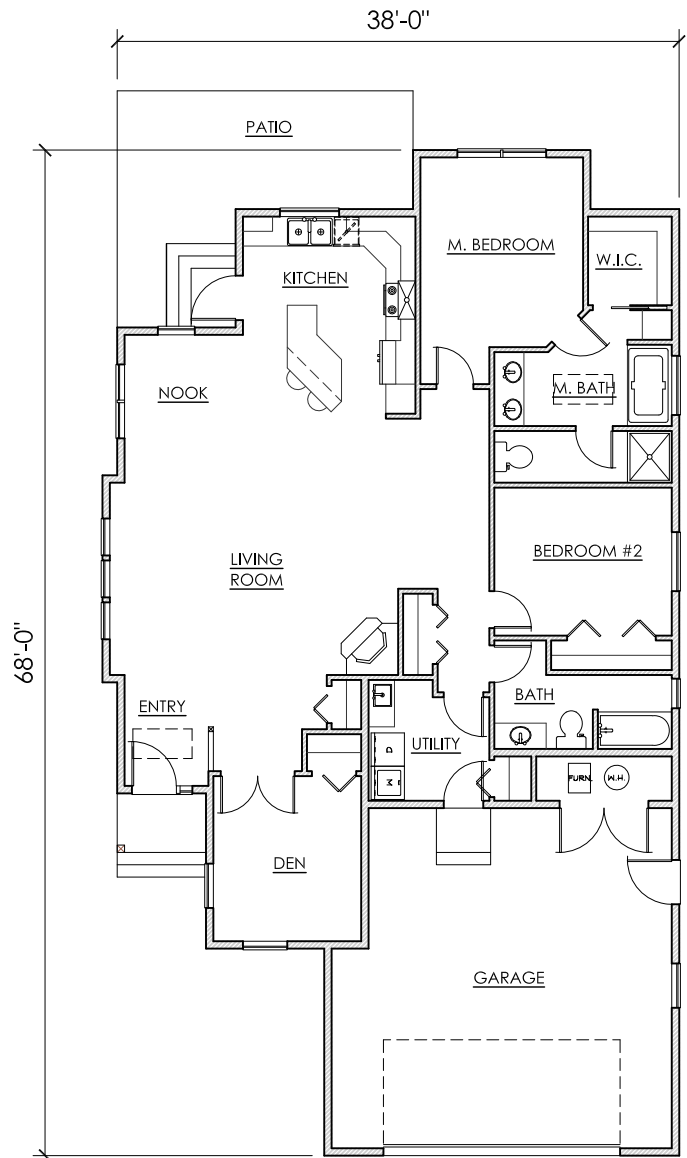 38'-0"
PATIO
M. BEDROOM
W.I.C.
KITCHEN
NOOK
M. BATH
BEDROOM #2
LIVING
ROOM
68'-0"
ENTRY
BATH
UTILITY
D
W
FURN.
W.H.
DEN
GARAGE